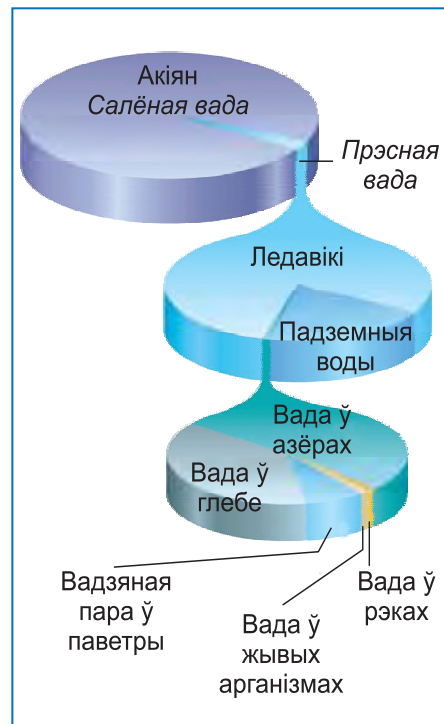 Акіян
Салёная вада
Прэсная
вада
Ледавікі
Падземныя
воды
Вада ў
азёрах
Вада ў
глебе
Вадзяная
пара ў
паветры
Вада ў
жывых
арганізмах
Вада ў
рэках